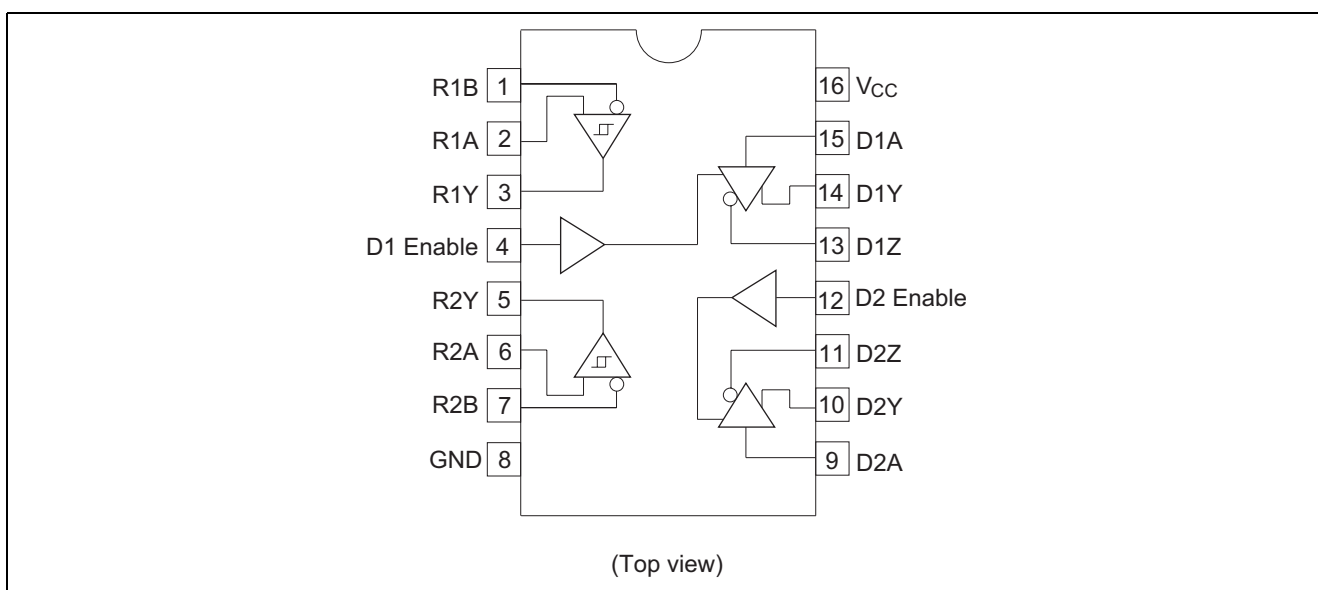 R1B 1
R1A 2
R1Y 3
D1 Enable 4
R2Y 5
R2A 6
R2B 7
GND 8
16 VCC
15 D1A
14 D1Y
13 D1Z
12 D2 Enable
11 D2Z
10 D2Y
9 D2A
(Top view)